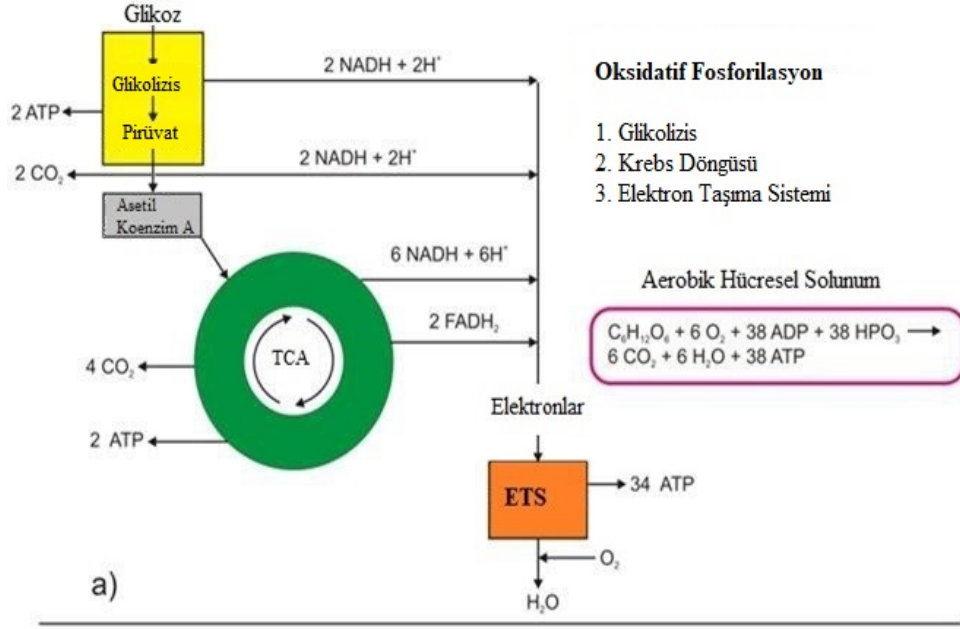 Glikoz
Glikolizis
Pirüvat
2 ATP
2 NADH + 2H⁺
2 CO₂
2 NADH + 2H⁺
Asetil
Koenzim A
6 NADH + 6H⁺
2 FADH₂
TCA
4 CO₂
2 ATP
Elektronlar
ETS
34 ATP
O₂
H₂O
a)
Oksidatif Fosforilasyon
1. Glikolizis
2. Krebs Döngüsü
3. Elektron Taşıma Sistemi
Aerobik Hücresel Solunum
C₆H₁₂O₆ + 6 O₂ + 38 ADP + 38 HPO₃
6 CO₂ + 6 H₂O + 38 ATP